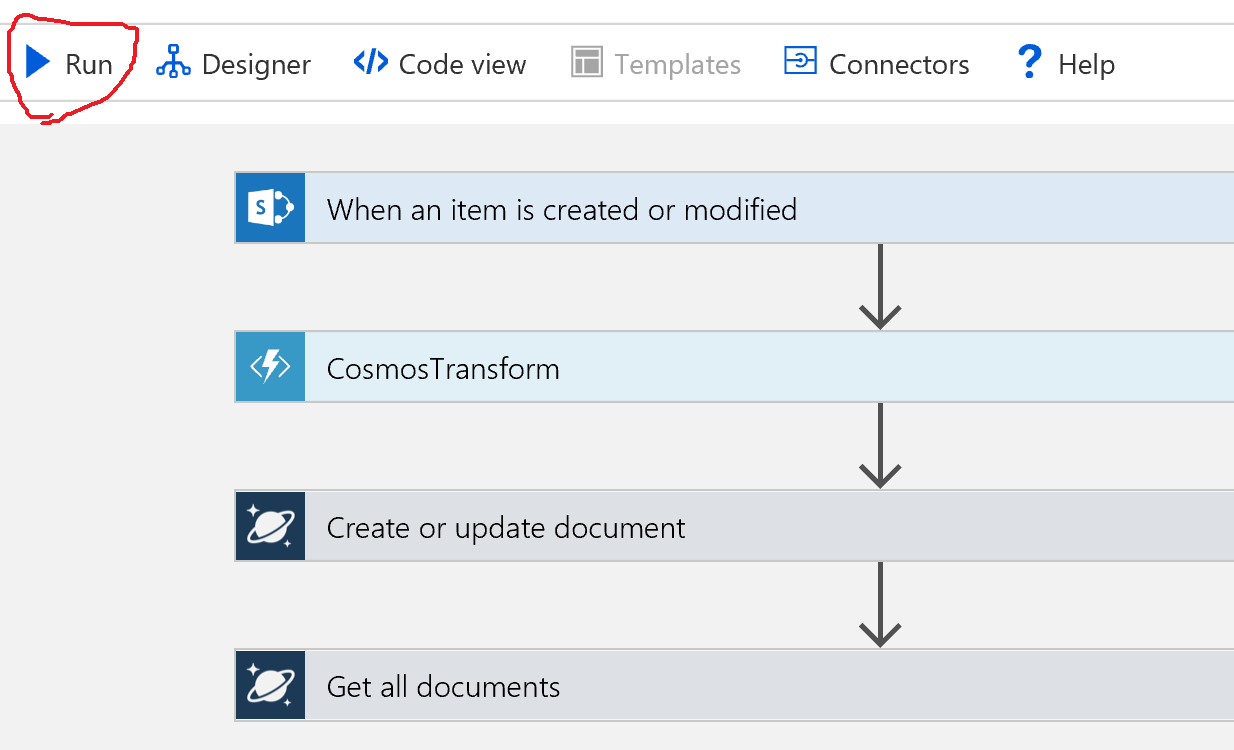 Run Designer Code view Templates Connectors Help
S When an item is created or modified
CosmosTransform
Create or update document
Get all documents